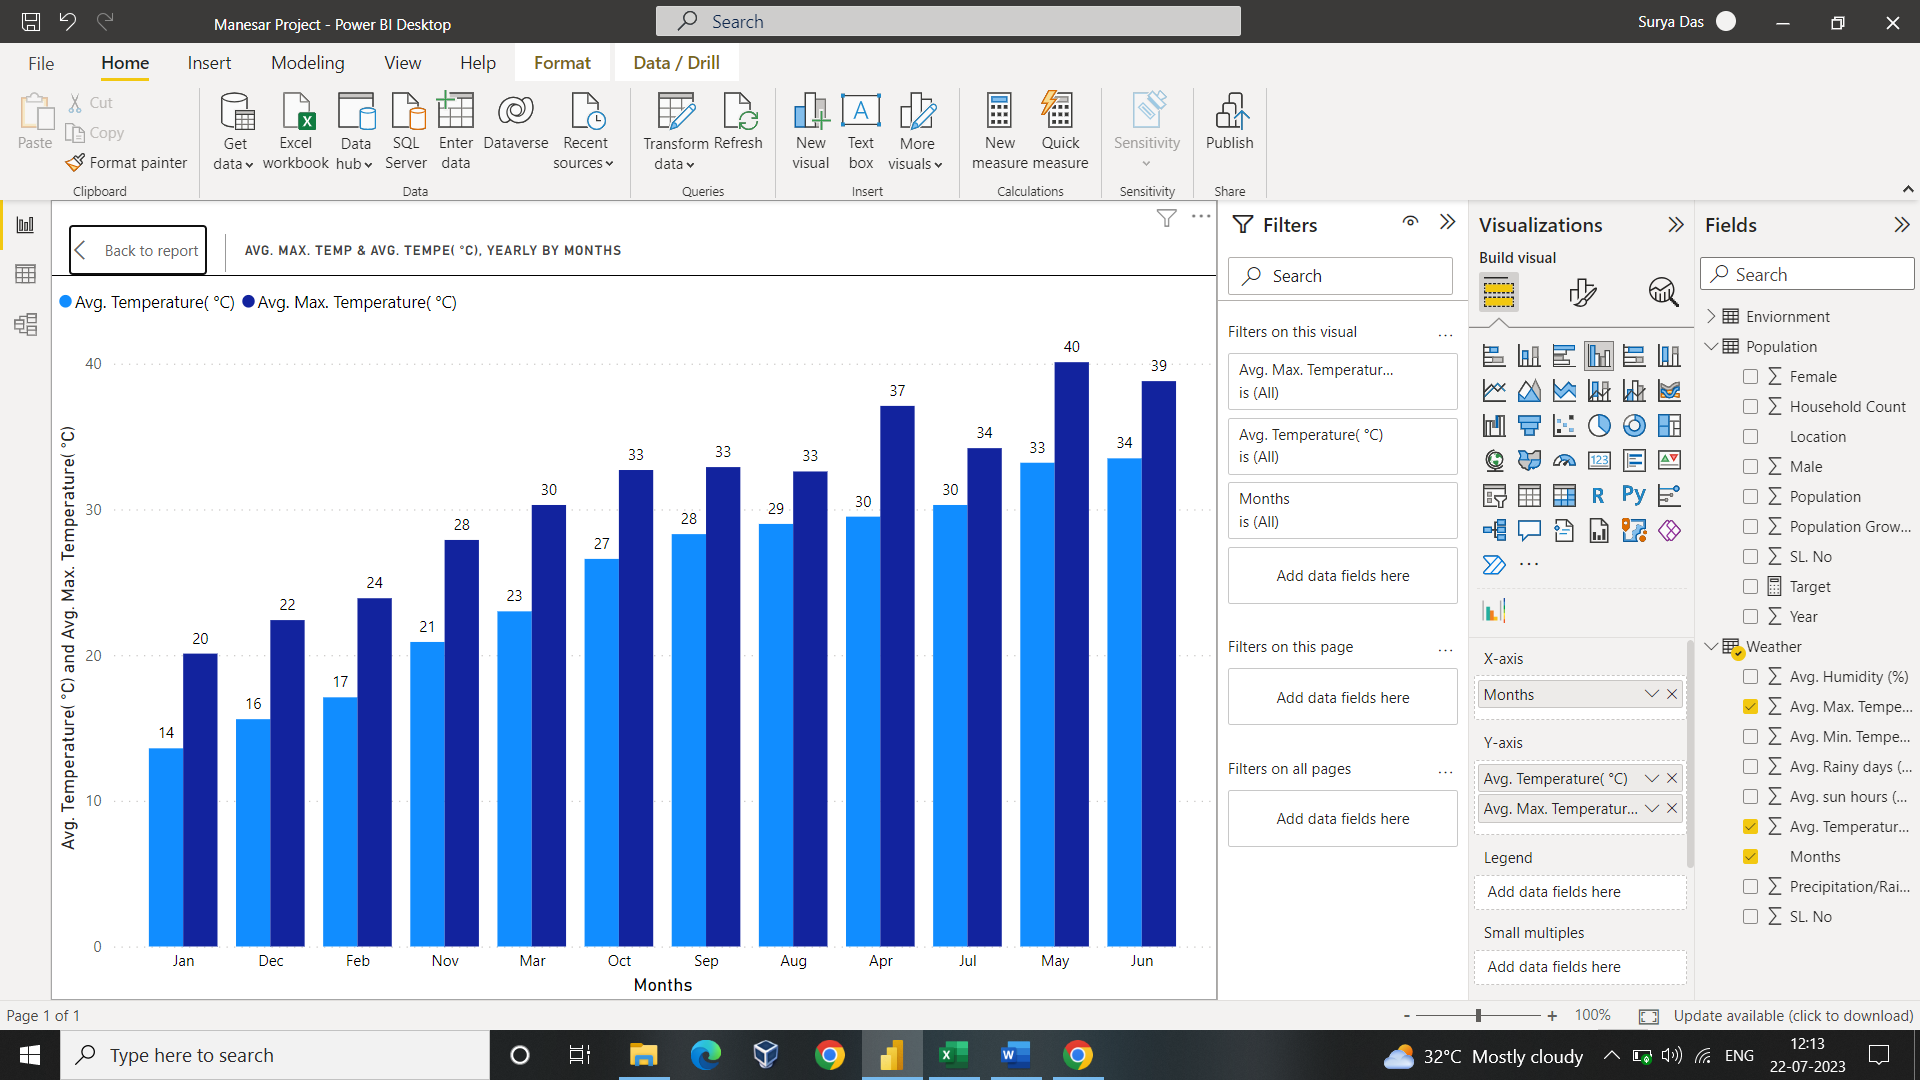 Manesar Project - Power BI Desktop
Search
Surya Das
File
Home
Insert
Modeling
View
Help
Format
Data / Drill
Paste
Cut
Copy
Format painter
Clipboard
Get data
Excel workbook
Data hub
SQL Server
Enter data
Dataverse
Recent sources
Data
Transform data
Refresh
Queries
New visual
Text box
More visuals
Insert
New measure
Quick measure
Calculations
Sensitivity
Sensitivity
Publish
Share
Back to report
AVG. MAX. TEMP & AVG. TEMPE( °C), YEARLY BY MONTHS
Avg. Temperature( °C)
Avg. Max. Temperature( °C)
Avg. Temperature( °C) and Avg. Max. Temperature( °C)
40
30
20
10
0
14
20
16
22
17
24
21
28
23
30
27
33
28
33
29
33
30
37
30
34
33
40
34
39
Jan
Dec
Feb
Nov
Mar
Oct
Sep
Aug
Apr
Jul
May
Jun
Months
Filters
Search
Filters on this visual
...
Avg. Max. Temperatur...
is (All)
Avg. Temperature( °C)
is (All)
Months
is (All)
Add data fields here
Filters on this page
...
Add data fields here
Filters on all pages
...
Add data fields here
Visualizations
Build visual
123
R
Py
...
X-axis
Months
Y-axis
Avg. Temperature( °C)
Avg. Max. Temperatur...
Legend
Add data fields here
Small multiples
Add data fields here
Fields
Search
Enviornment
Population
Female
Household Count
Location
Male
Population
Population Grow...
SL. No
Target
Year
Weather
Avg. Humidity (%)
Avg. Max. Tempe...
Avg. Min. Tempe...
Avg. Rainy days (...
Avg. sun hours (...
Avg. Temperatur...
Months
Precipitation/Rai...
SL. No
Page 1 of 1
- + 100%
Update available (click to download)
Type here to search
32°C Mostly cloudy
ENG
12:13
22-07-2023